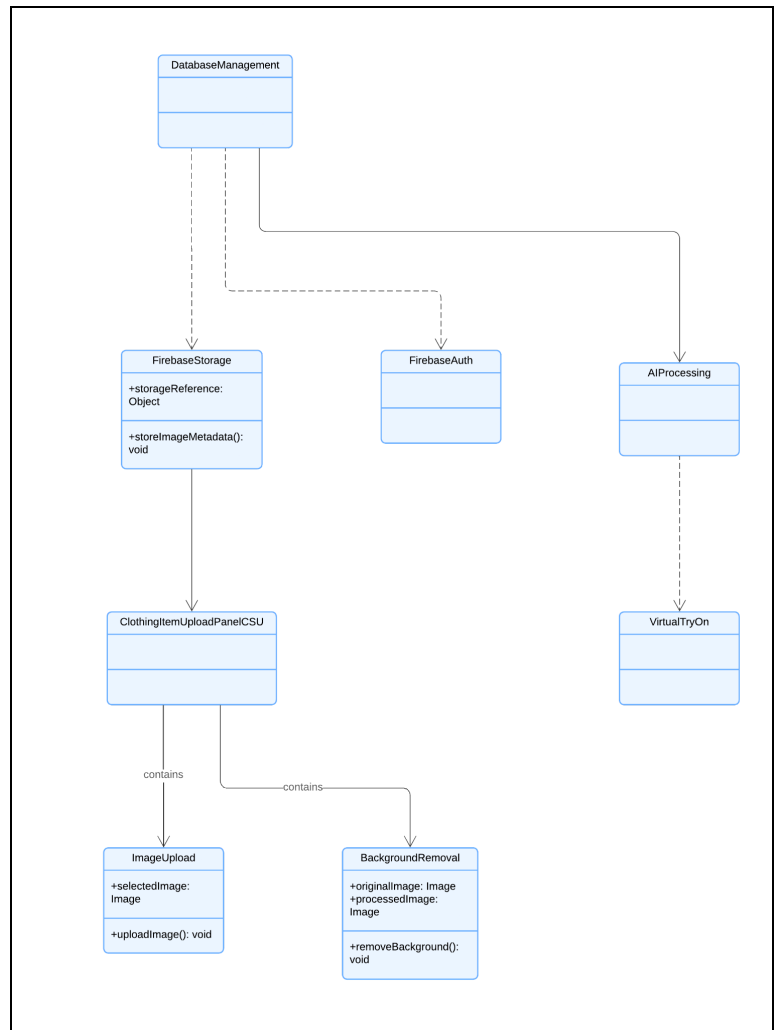 DatabaseManagement
FirebaseStorage
+storageReference:
Object
+storeImageMetadata():
void
FirebaseAuth
AIProcessing
ClothingItemUploadPanelCSU
VirtualTryOn
contains
contains
ImageUpload
+selectedImage:
Image
+uploadImage(): void
BackgroundRemoval
+originalImage: Image
+processedImage:
Image
+removeBackground():
void